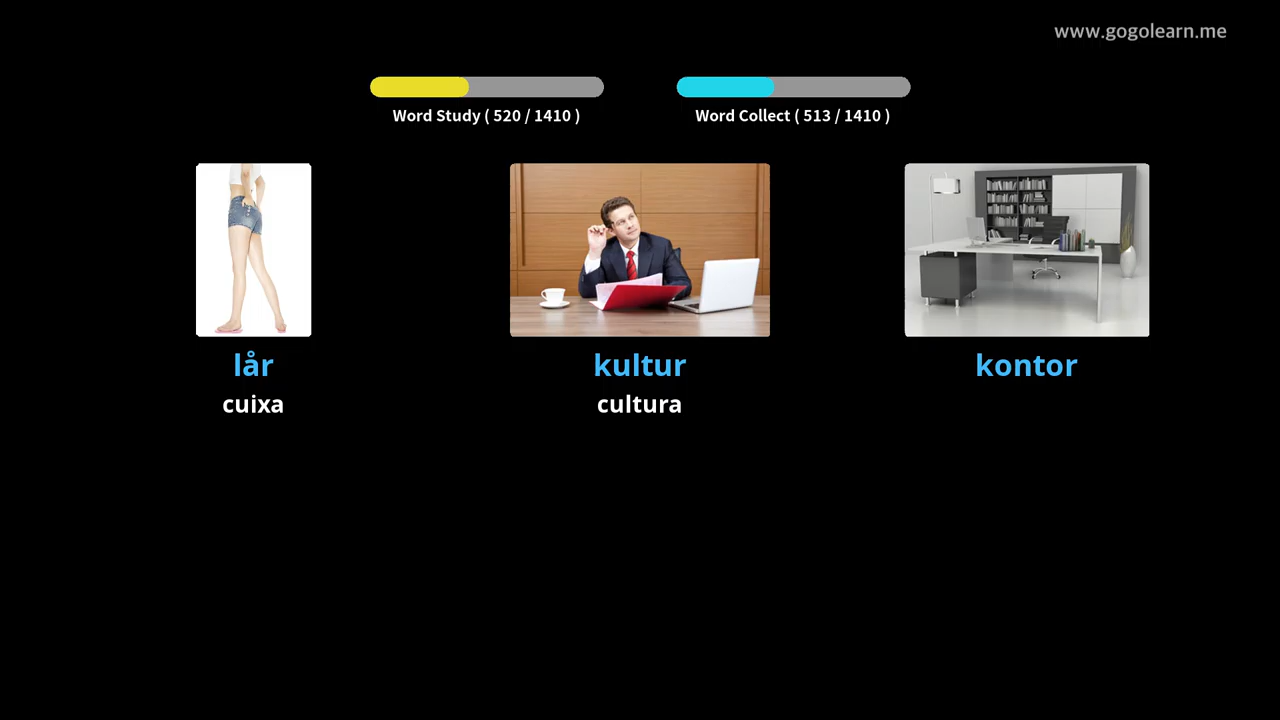 www.gogolearn.me
Word Study ( 520 / 1410 )
Word Collect ( 513 / 1410 )
lår
kultur
kontor
cuixa
cultura